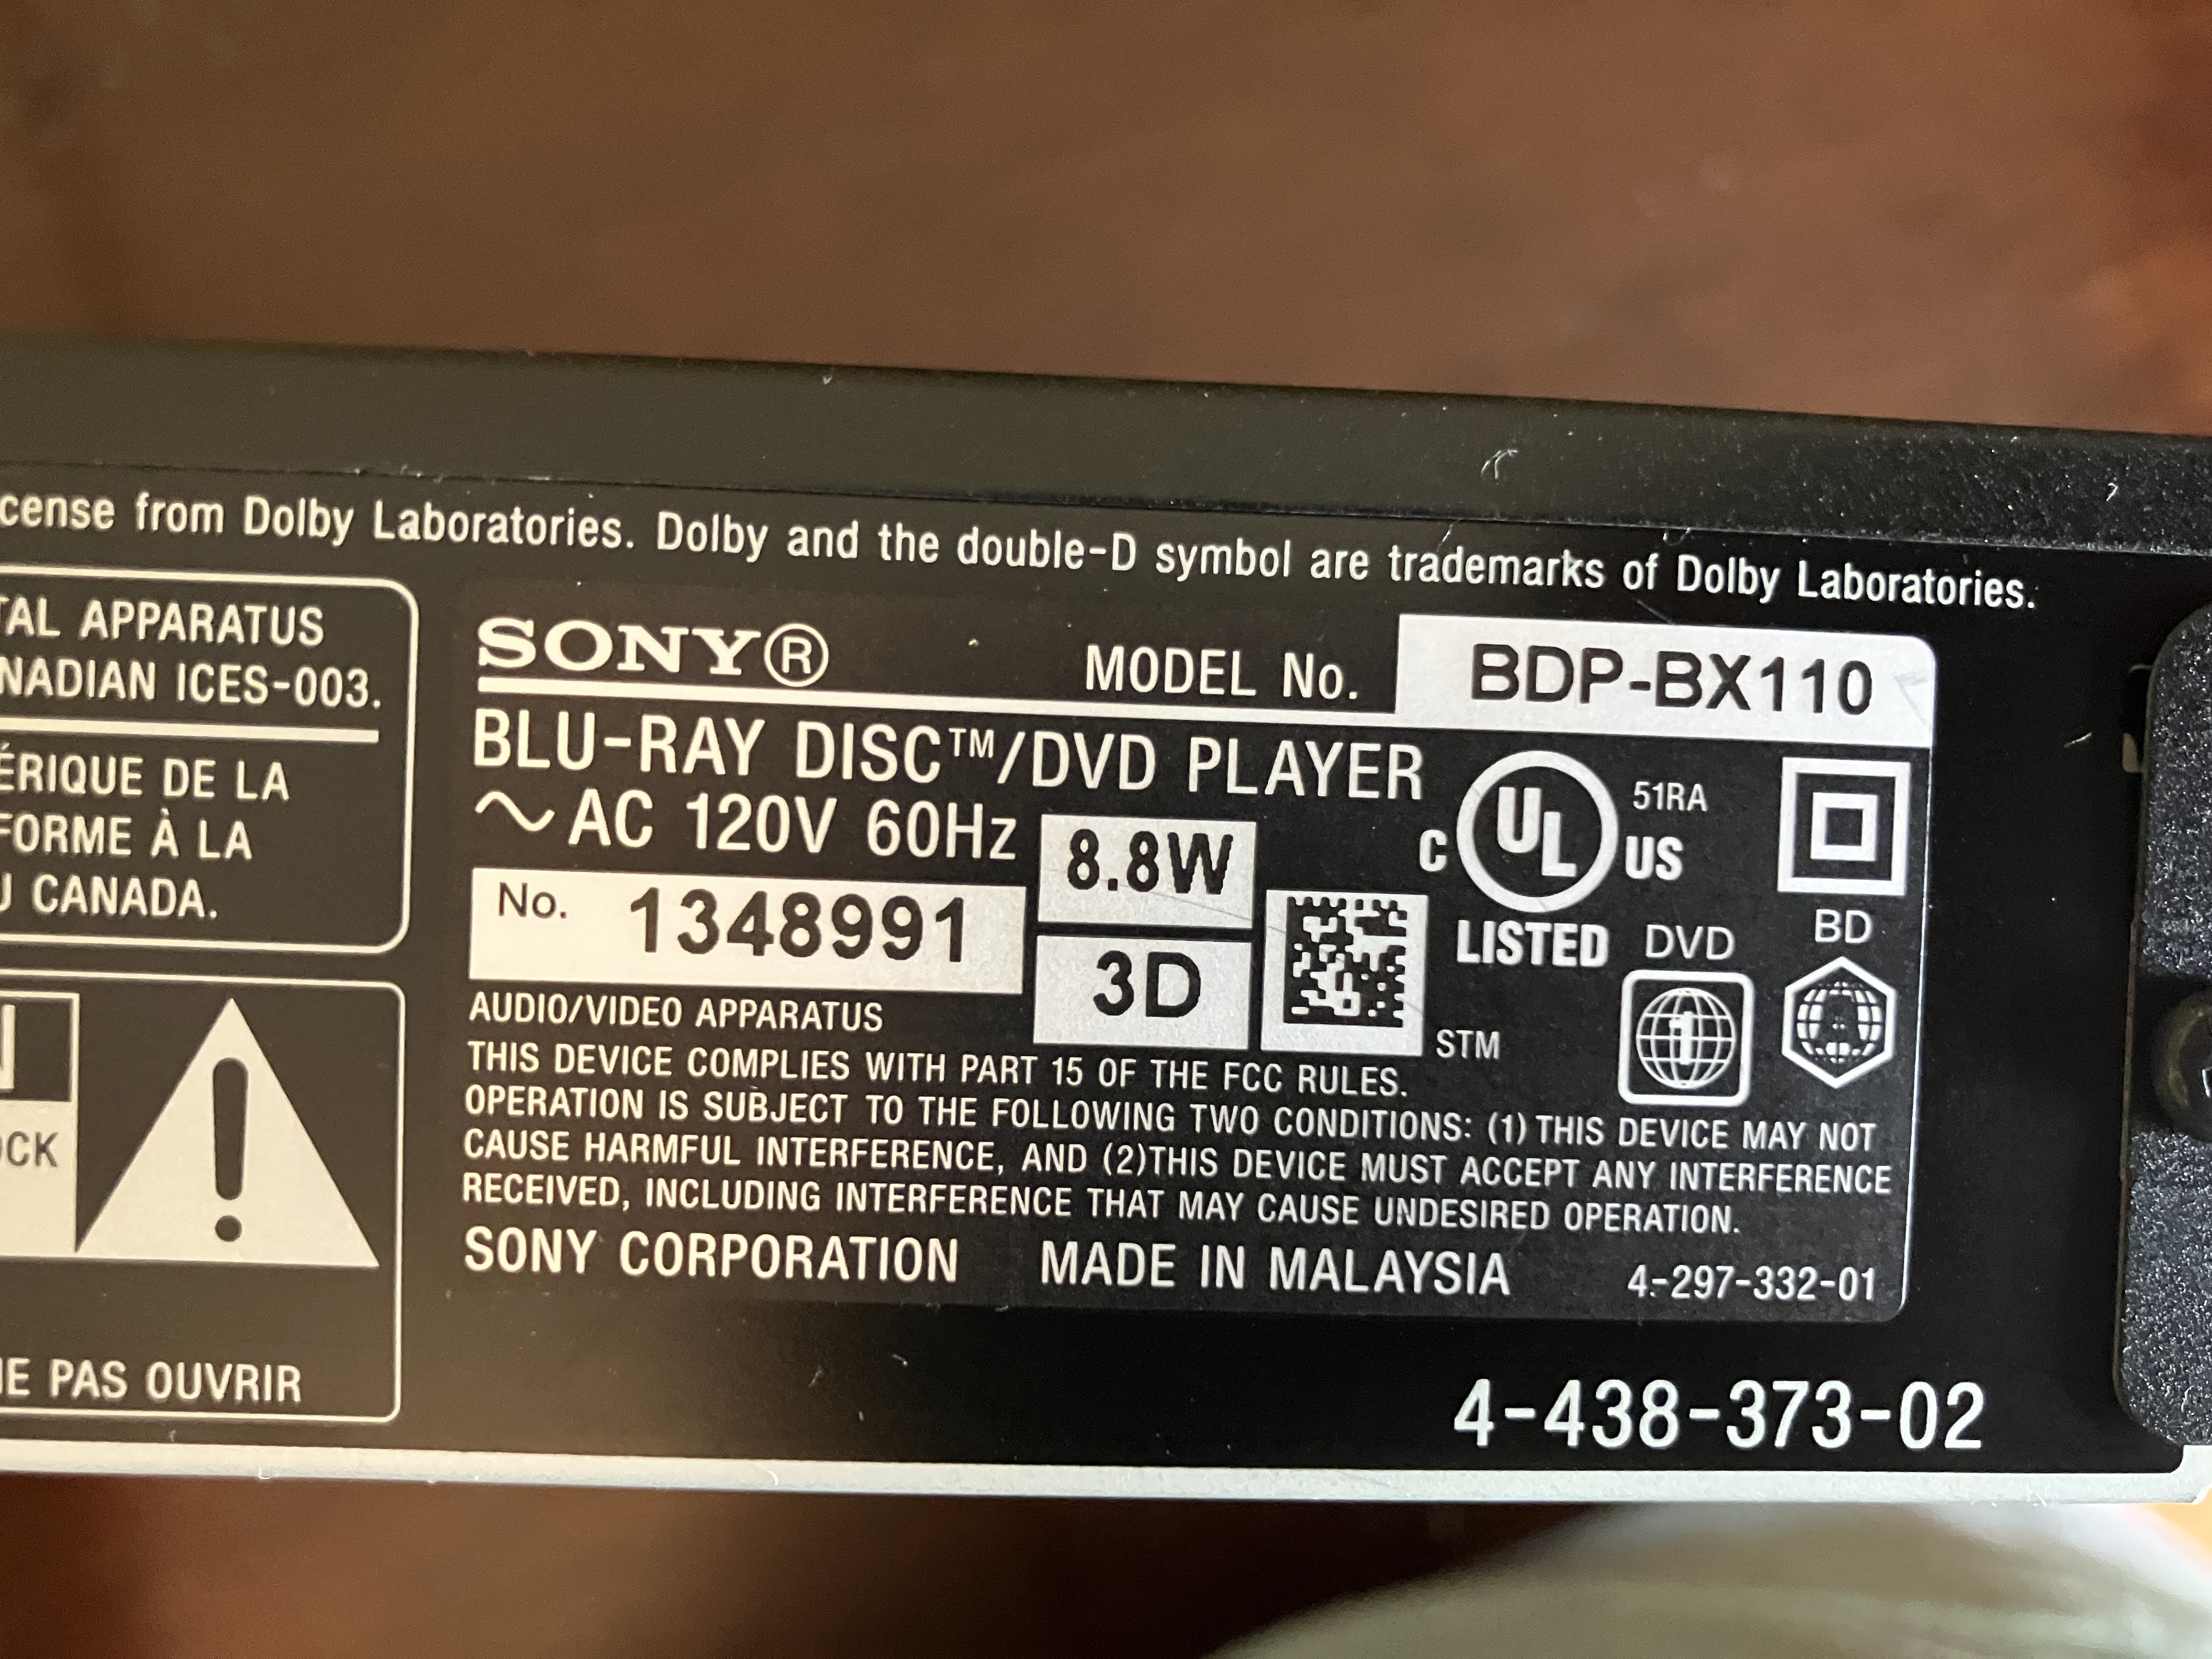 cense from Dolby Laboratories. Dolby and the double-D symbol are trademarks of Dolby Laboratories.
TAL APPARATUS
NADIAN ICES-003.
ÉRIQUE DE LA
FORME À LA
U CANADA.
OCK
NE PAS OUVRIR
SONY® MODEL No. BDP-BX110
BLU-RAY DISC™/DVD PLAYER
∿ AC 120V 60Hz 8.8W
No. 1348991
3D
C UL US 51RA
LISTED
DVD BD
1
AUDIO/VIDEO APPARATUS
STM
THIS DEVICE COMPLIES WITH PART 15 OF THE FCC RULES.
OPERATION IS SUBJECT TO THE FOLLOWING TWO CONDITIONS: (1) THIS DEVICE MAY NOT
CAUSE HARMFUL INTERFERENCE, AND (2)THIS DEVICE MUST ACCEPT ANY INTERFERENCE
RECEIVED, INCLUDING INTERFERENCE THAT MAY CAUSE UNDESIRED OPERATION.
SONY CORPORATION MADE IN MALAYSIA 4-297-332-01
4-438-373-02